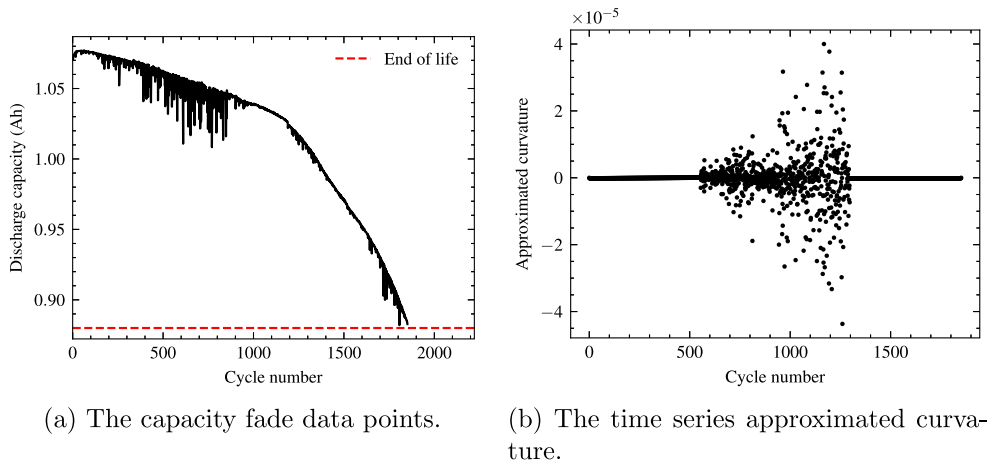 1.05
1.00
0.95
0.90
Discharge capacity (Ah)
End of life
0 500 1000 1500 2000
Cycle number
(a) The capacity fade data points.
×10⁻⁵
4
2
0
−2
−4
Approximated curvature
0 500 1000 1500
Cycle number
(b) The time series approximated curva-
ture.